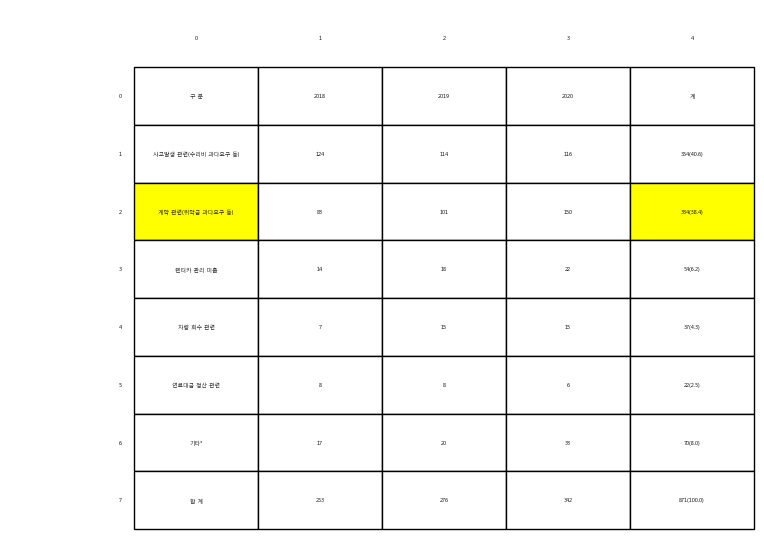 0 1 2 3 4
0 구 분 2018 2019 2020 계
1 사고발생 관련(수리비 과다요구 등) 124 114 116 354(40.6)
2 계약 관련(위약금 과다요구 등) 83 101 150 334(38.4)
3 렌터카 관리 미흡 14 18 22 54(6.2)
4 차량 회수 관련 7 15 15 37(4.3)
5 연료대금 정산 관련 8 8 6 22(2.5)
6 기타* 17 20 33 70(8.0)
7 합 계 253 276 342 871(100.0)